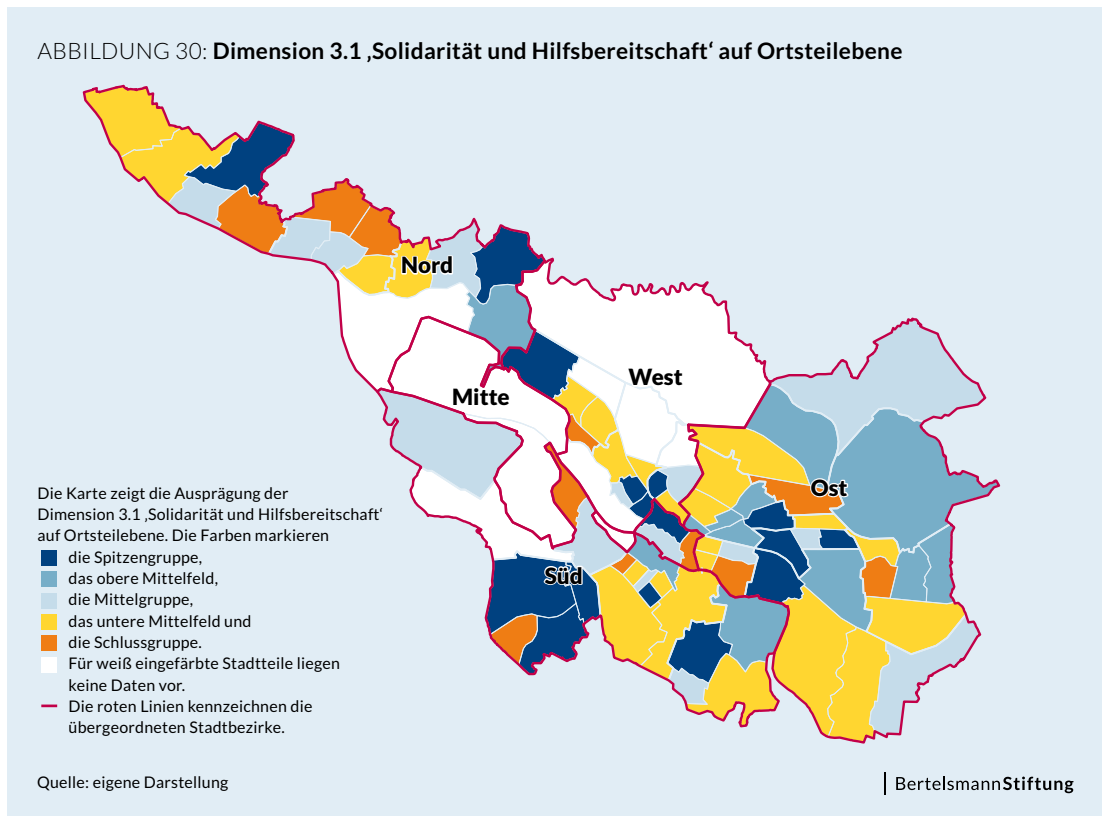 ABBILDUNG 30: Dimension 3.1 ‚Solidarität und Hilfsbereitschaft‘ auf Ortsteilebene
Nord
West
Mitte
Ost
Süd
Die Karte zeigt die Ausprägung der
Dimension 3.1 ‚Solidarität und Hilfsbereitschaft‘
auf Ortsteilebene. Die Farben markieren
die Spitzengruppe,
das obere Mittelfeld,
die Mittelgruppe,
das untere Mittelfeld und
die Schlussgruppe.
Für weiß eingefärbte Stadtteile liegen
keine Daten vor.
Die roten Linien kennzeichnen die
übergeordneten Stadtbezirke.
Quelle: eigene Darstellung
BertelsmannStiftung